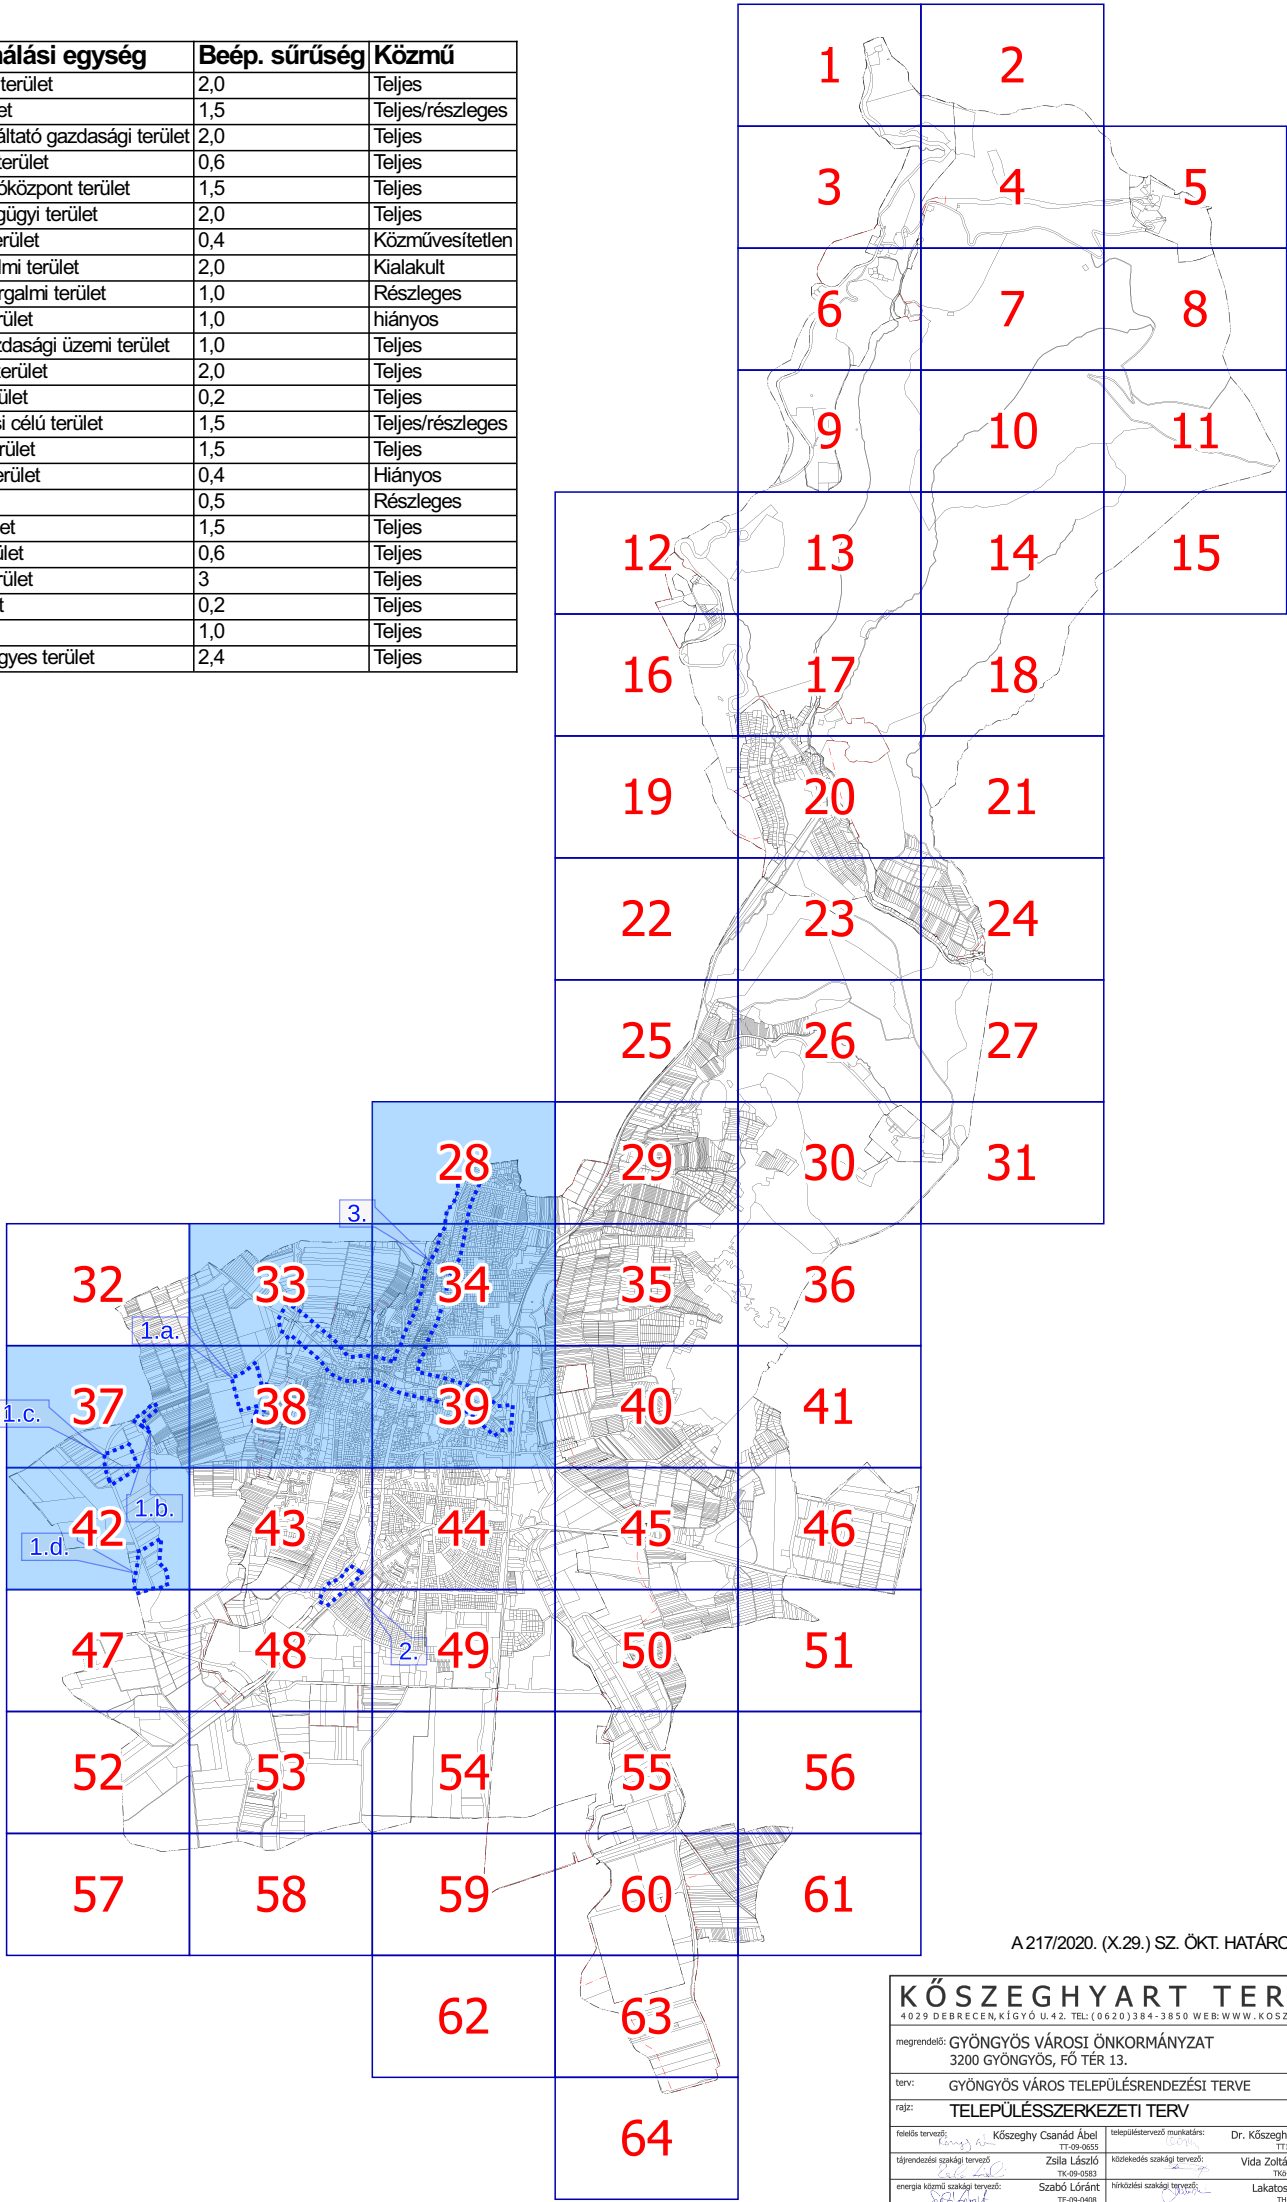 nálási egység Beép. sűrűség Közmű
terület 2,0 Teljes
et 1,5 Teljes/részleges
áltató gazdasági terület 2,0 Teljes
terület 0,6 Teljes
óközpont terület 1,5 Teljes
gügyi terület 2,0 Teljes
erület 0,4 Közművesítetlen
lmi terület 2,0 Kialakult
rgalmi terület 1,0 Részleges
rület 1,0 hiányos
zdasági üzemi terület 1,0 Teljes
terület 2,0 Teljes
ület 0,2 Teljes
si célú terület 1,5 Teljes/részleges
rület 1,5 Teljes
erület 0,4 Hiányos
0,5 Részleges
et 1,5 Teljes
ület 0,6 Teljes
rület 3 Teljes
t 0,2 Teljes
1,0 Teljes
gyes terület 2,4 Teljes
1 2
3 4 5
6 7 8
9 10 11
12 13 14 15
16 17 18
19 20 21
22 23 24
25 26 27
28 29 30 31
3.
32 33 34 35 36
1.a.
37 38 39 40 41
1.c.
1.b.
42 43 44 45 46
1.d.
47 48 49 50 51
2.
52 53 54 55 56
57 58 59 60 61
62 63
64
A 217/2020. (X.29.) SZ. ÖKT. HATÁRO
KŐSZEGHYART TER
4029 DEBRECEN, KÍGYÓ U. 42. TEL: (0620)384-3850 WEB: WWW.KOSZ
megrendelő: GYÖNGYÖS VÁROSI ÖNKORMÁNYZAT
3200 GYÖNGYÖS, FŐ TÉR 13.
terv: GYÖNGYÖS VÁROS TELEPÜLÉSRENDEZÉSI TERVE
rajz: TELEPÜLÉSSZERKEZETI TERV
felelős tervező: Kőszeghy Csanád Ábel településtervező munkatárs: Dr. Kőszegh
TT-09-0655 TT
tájrendezési szakági tervező Zsila László közlekedés szakági tervező: Vida Zoltá
TK-09-0583 TKö
energia közmű szakági tervező: Szabó Lóránt hírközlési szakági tervező: Lakato
TE-09-0408 TH